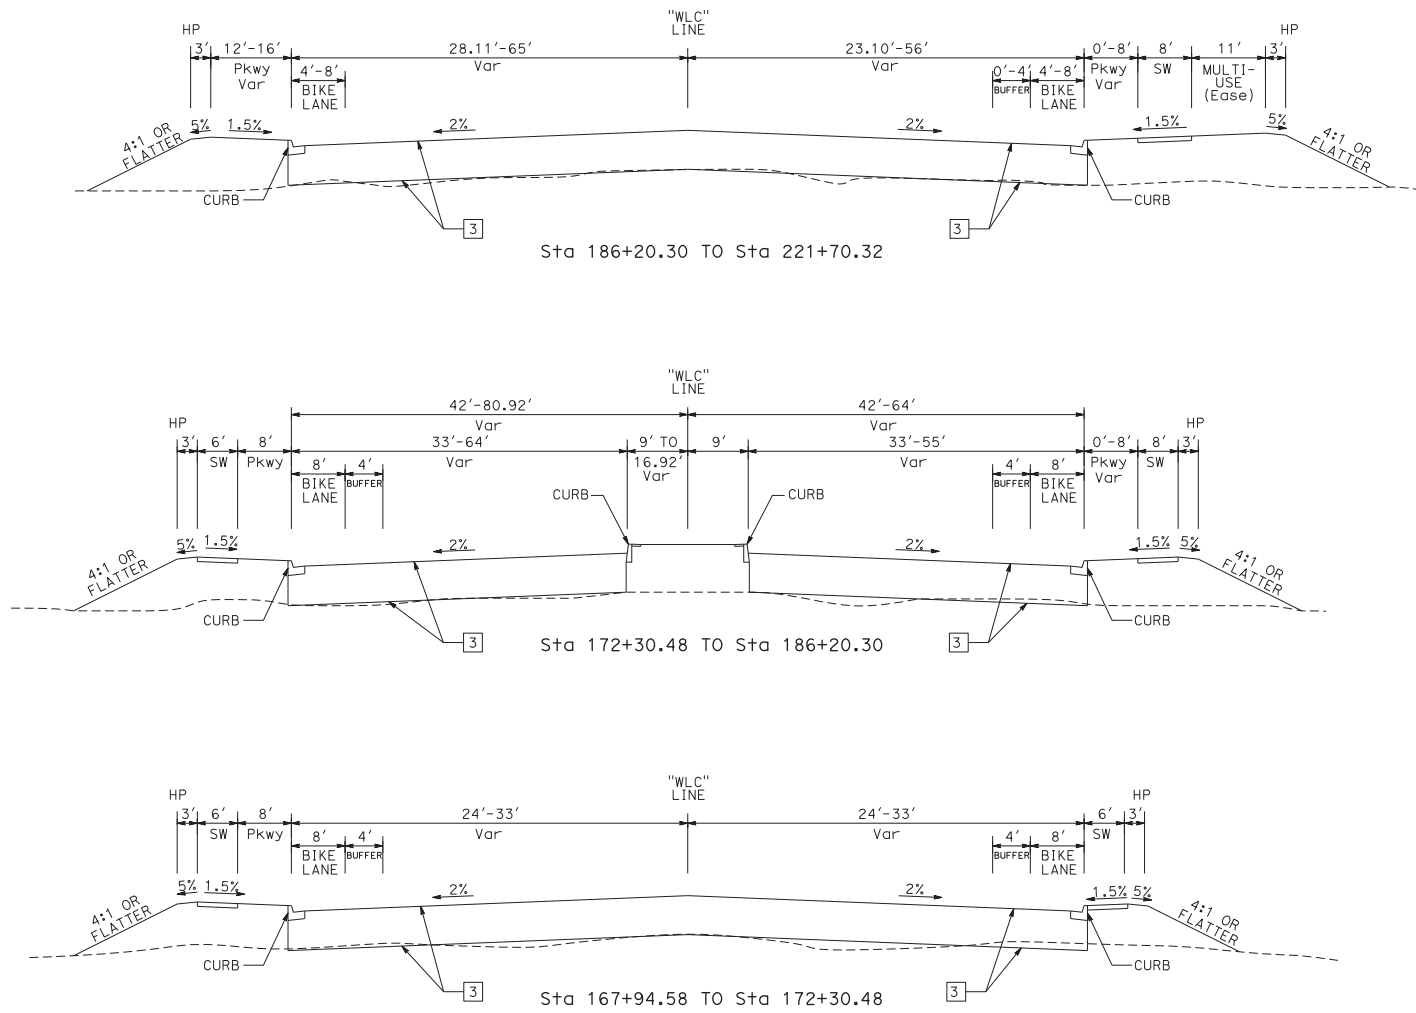 "WLC"
LINE
HP
HP
3'
12'-16'
28.11'-65'
23.10'-56'
0'-8'
8'
11'
3'
Pkwy
Var
Var
Var
Pkwy
Var
SW
MULTI-
USE
(Ease)
4'-8'
BIKE
LANE
0'-4'
BUFFER
4'-8'
BIKE
LANE
4:1 OR
FLATTER
5%
1.5%
2%
2%
1.5%
5%
4:1 OR
FLATTER
CURB
CURB
3
3
Sta 186+20.30 TO Sta 221+70.32
"WLC"
LINE
42'-80.92'
42'-64'
Var
Var
HP
HP
3'
6'
8'
33'-64'
9' TO
16.92'
Var
9'
33'-55'
0'-8'
8'
3'
SW
Pkwy
Var
Var
Pkwy
Var
SW
8'
BIKE
LANE
4'
BUFFER
4'
BUFFER
8'
BIKE
LANE
CURB
CURB
4:1 OR
FLATTER
5%
1.5%
2%
2%
1.5%
5%
4:1 OR
FLATTER
CURB
CURB
3
3
Sta 172+30.48 TO Sta 186+20.30
"WLC"
LINE
HP
HP
3'
6'
8'
24'-33'
24'-33'
6'
3'
SW
Pkwy
Var
Var
SW
8'
BIKE
LANE
4'
BUFFER
4'
BUFFER
8'
BIKE
LANE
4:1 OR
FLATTER
5%
1.5%
2%
2%
1.5%
5%
4:1 OR
FLATTER
CURB
CURB
3
3
Sta 167+94.58 TO Sta 172+30.48